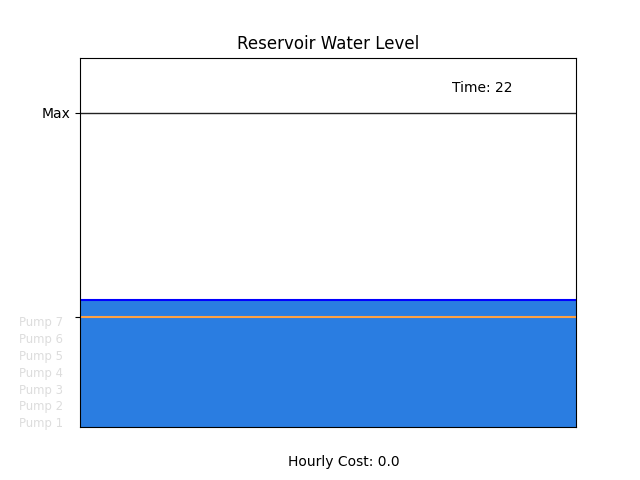 Reservoir Water Level
Time: 22
Max
Pump 7
Pump 6
Pump 5
Pump 4
Pump 3
Pump 2
Pump 1
Hourly Cost: 0.0